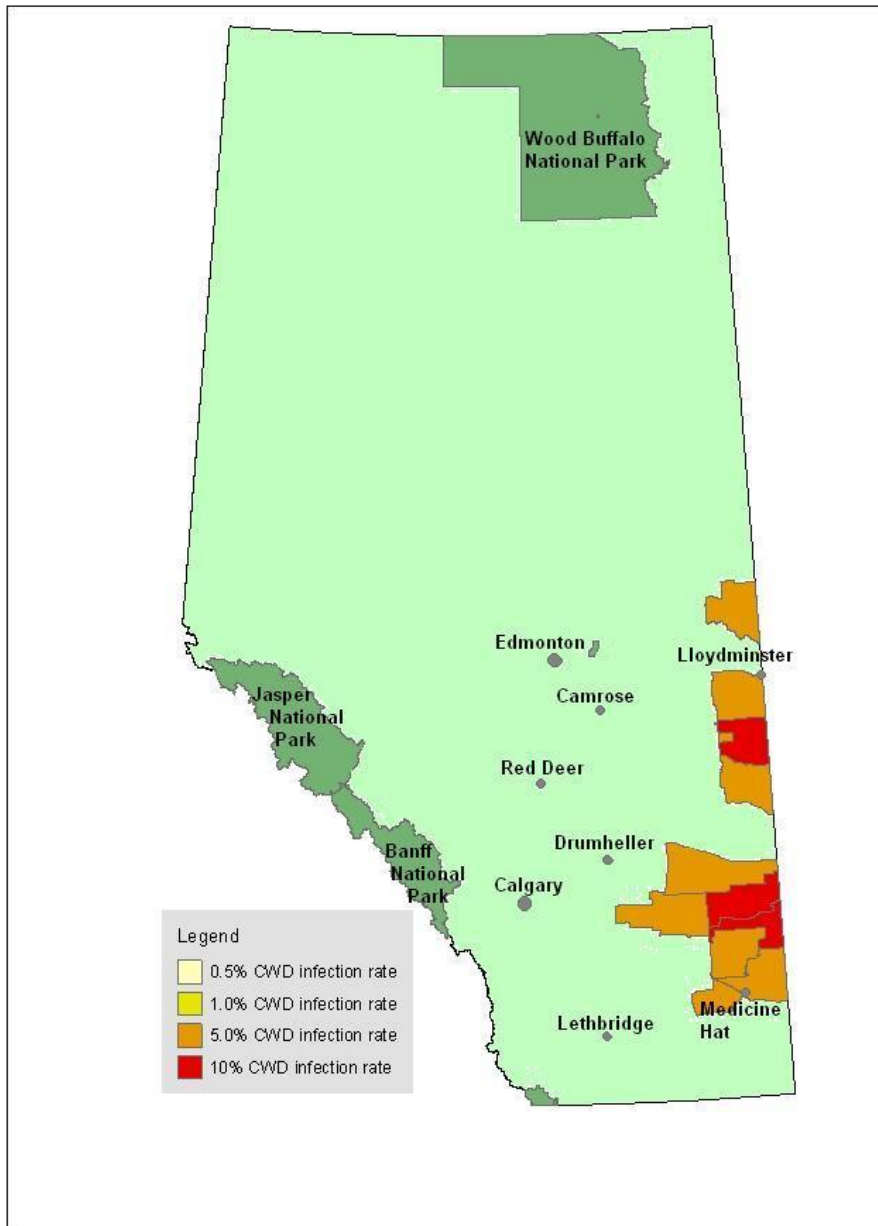 Wood Buffalo
National Park
Edmonton
Lloydminster
Camrose
Jasper
National
Park
Red Deer
Drumheller
Banff
National
Park
Calgary
Legend
0.5% CWD infection rate
1.0% CWD infection rate
5.0% CWD infection rate
10% CWD infection rate
Medicine
Hat
Lethbridge